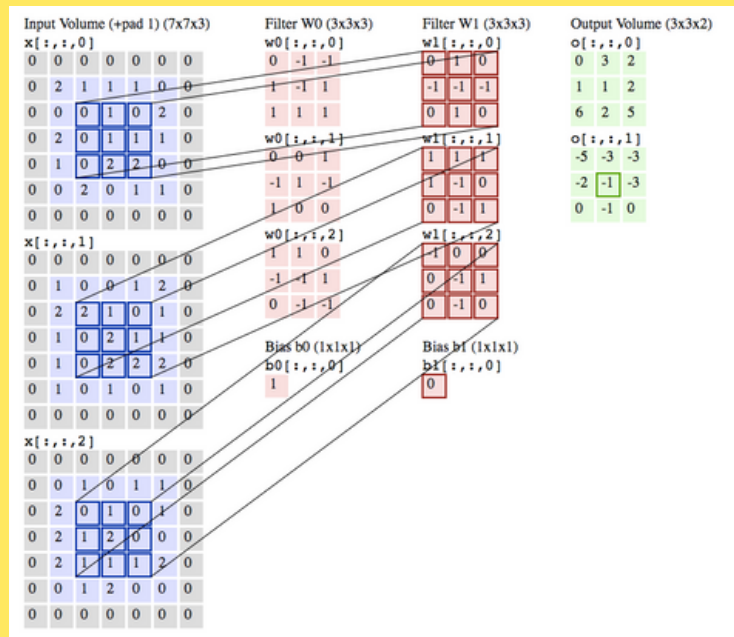 Input Volume (+pad 1) (7x7x3)
x[:,:,0]
0 0 0 0 0 0 0
0 2 1 1 1 0 0
0 0 0 1 0 2 0
0 2 0 1 1 1 0
0 1 0 2 2 0 0
0 0 2 0 1 1 0
0 0 0 0 0 0 0
x[:,:,1]
0 0 0 0 0 0 0
0 1 0 0 1 2 0
0 2 2 1 0 1 0
0 1 0 2 1 1 0
0 1 0 2 2 2 0
0 1 0 1 0 1 0
0 0 0 0 0 0 0
x[:,:,2]
0 0 0 0 0 0 0
0 0 1 0 1 1 0
0 2 0 1 0 1 0
0 2 1 2 0 0 0
0 2 1 1 1 2 0
0 0 1 2 0 0 0
0 0 0 0 0 0 0
Filter W0 (3x3x3)
w0[:,:,0]
0 -1 -1
1 -1 1
1 1 1
w0[:,:,1]
0 0 1
-1 1 -1
1 0 0
w0[:,:,2]
1 1 0
-1 -1 1
0 -1 -1
Bias b0 (1x1x1)
b0[:,:,0]
1
Filter W1 (3x3x3)
w1[:,:,0]
0 1 0
-1 -1 -1
0 1 0
w1[:,:,1]
1 1 1
1 -1 0
0 -1 1
w1[:,:,2]
-1 0 0
0 -1 1
0 -1 0
Bias b1 (1x1x1)
b1[:,:,0]
0
Output Volume (3x3x2)
o[:,:,0]
0 3 2
1 1 2
6 2 5
o[:,:,1]
-5 -3 -3
-2 -1 -3
0 -1 0